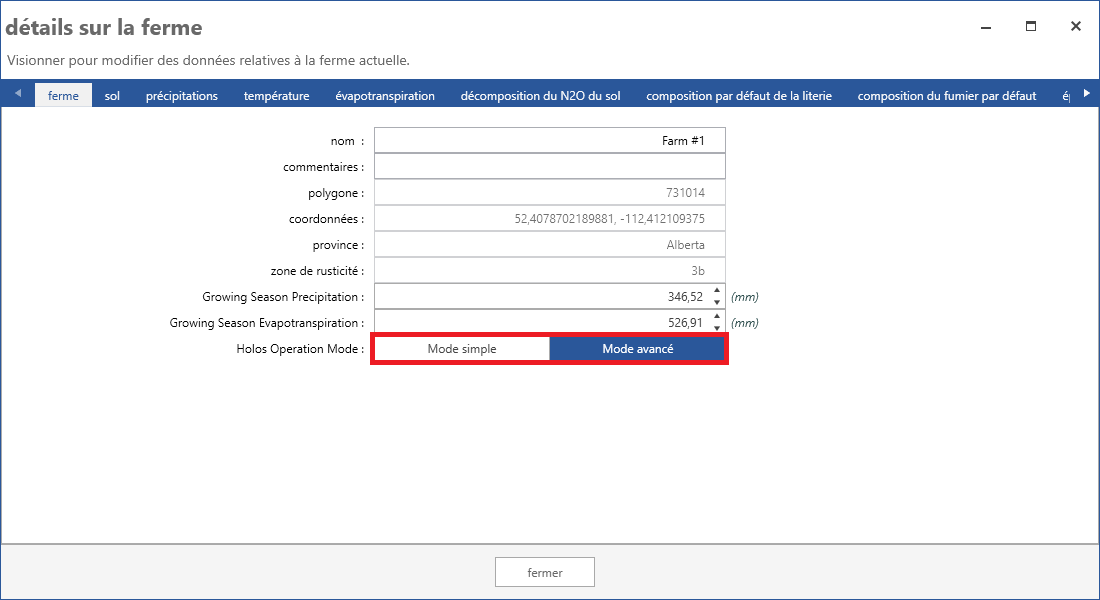 détails sur la ferme
Visionner pour modifier des données relatives à la ferme actuelle.
ferme sol précipitations température évapotranspiration décomposition du N2O du sol composition par défaut de la literie composition du fumier par défaut
nom : Farm #1
commentaires :
polygone : 731014
coordonnées : 52,4078702189881, -112,412109375
province : Alberta
zone de rusticité : 3b
Growing Season Precipitation : 346,52 (mm)
Growing Season Evapotranspiration : 526,91 (mm)
Holos Operation Mode : Mode simple Mode avancé
fermer